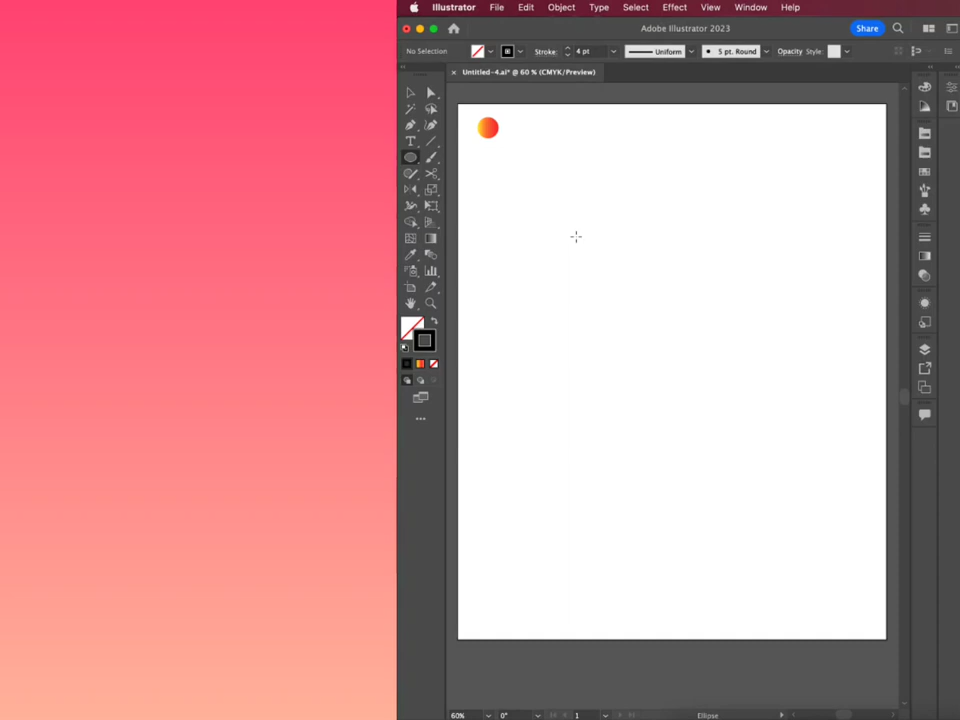 Illustrator File Edit Object Type Select Effect View Window Help
Adobe Illustrator 2023
Share
No Selection
Stroke:
4 pt
Uniform
5 pt. Round
Opacity
Style:
× Untitled-4.ai* @ 60 % (CMYK/Preview)
60%
0°
1
Ellipse